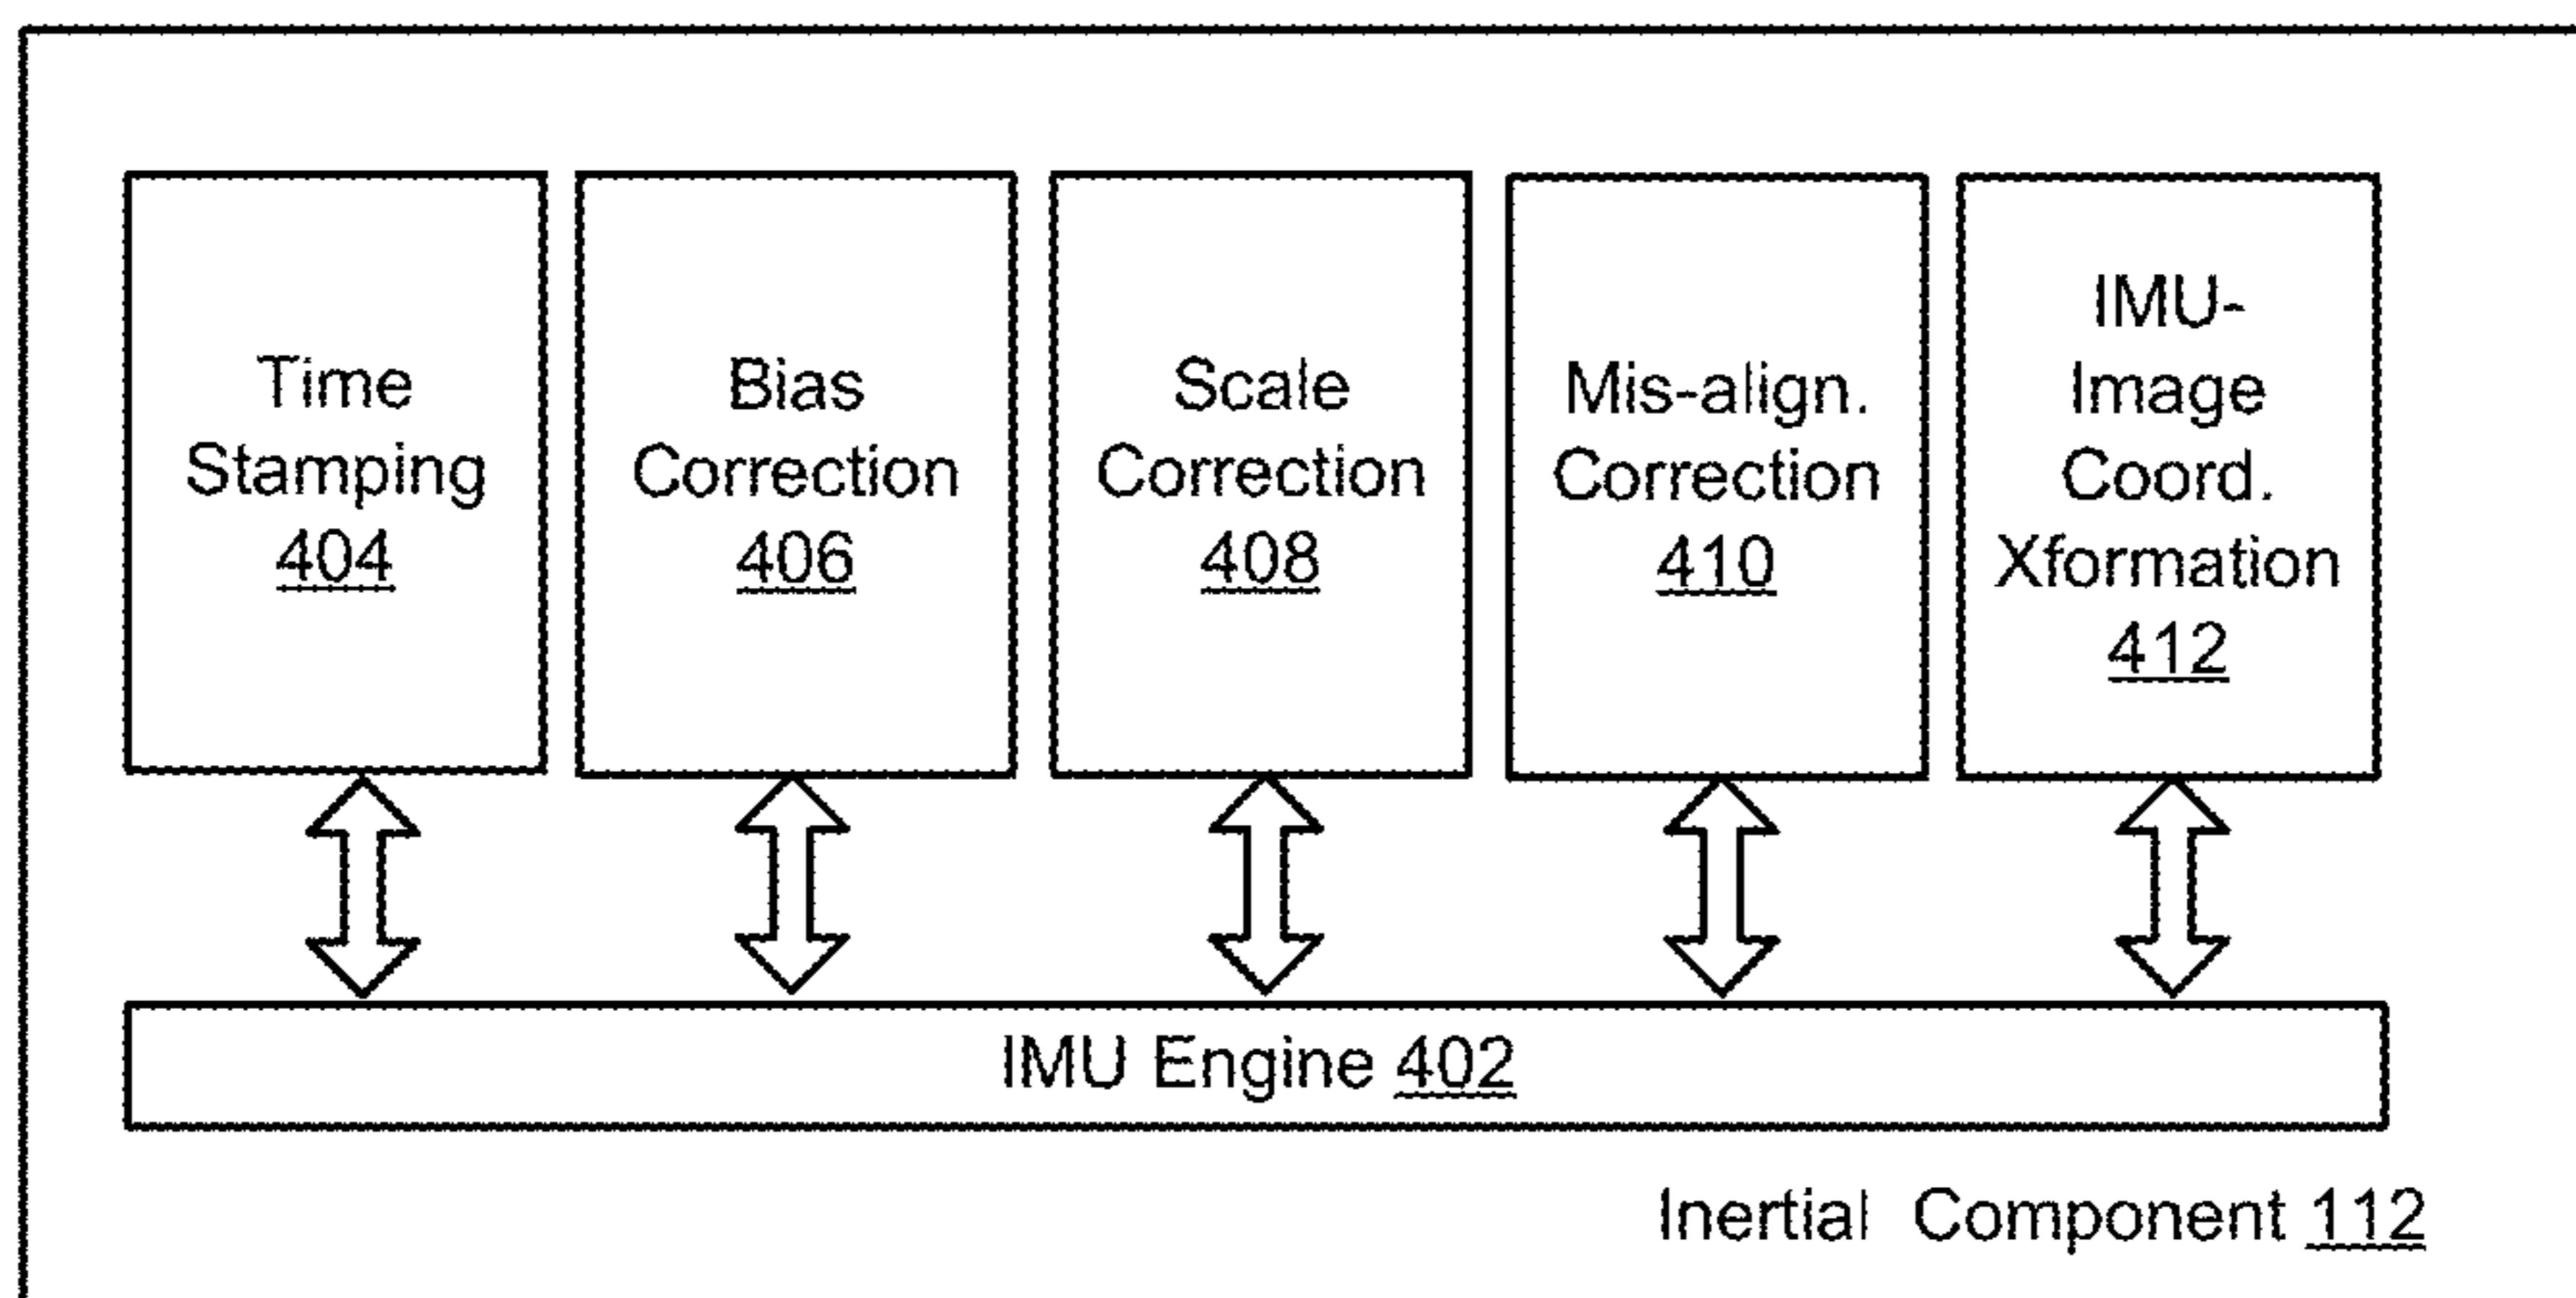 Time
Stamping
404
Bias
Correction
406
Scale
Correction
408
Mis-align.
Correction
410
IMU-
Image
Coord.
Xformation
412
IMU Engine 402
Inertial Component 112